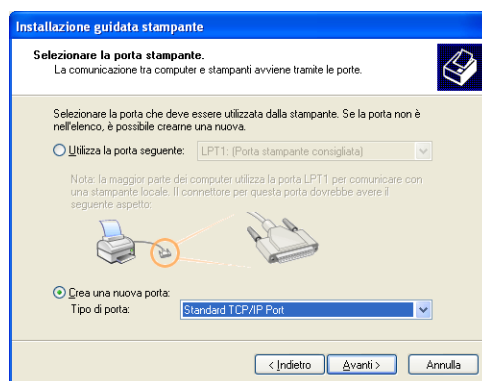 Installazione guidata stampante
Selezionare la porta stampante.
La comunicazione tra computer e stampanti avviene tramite le porte.
Selezionare la porta che deve essere utilizzata dalla stampante. Se la porta non è
nell'elenco, è possibile crearne una nuova.
Utilizza la porta seguente: LPT1: (Porta stampante consigliata)
Nota: la maggior parte dei computer utilizza la porta LPT1 per comunicare con
una stampante locale. Il connettore per questa porta dovrebbe avere il
seguente aspetto:
Crea una nuova porta:
Tipo di porta: Standard TCP/IP Port
< Indietro Avanti > Annulla